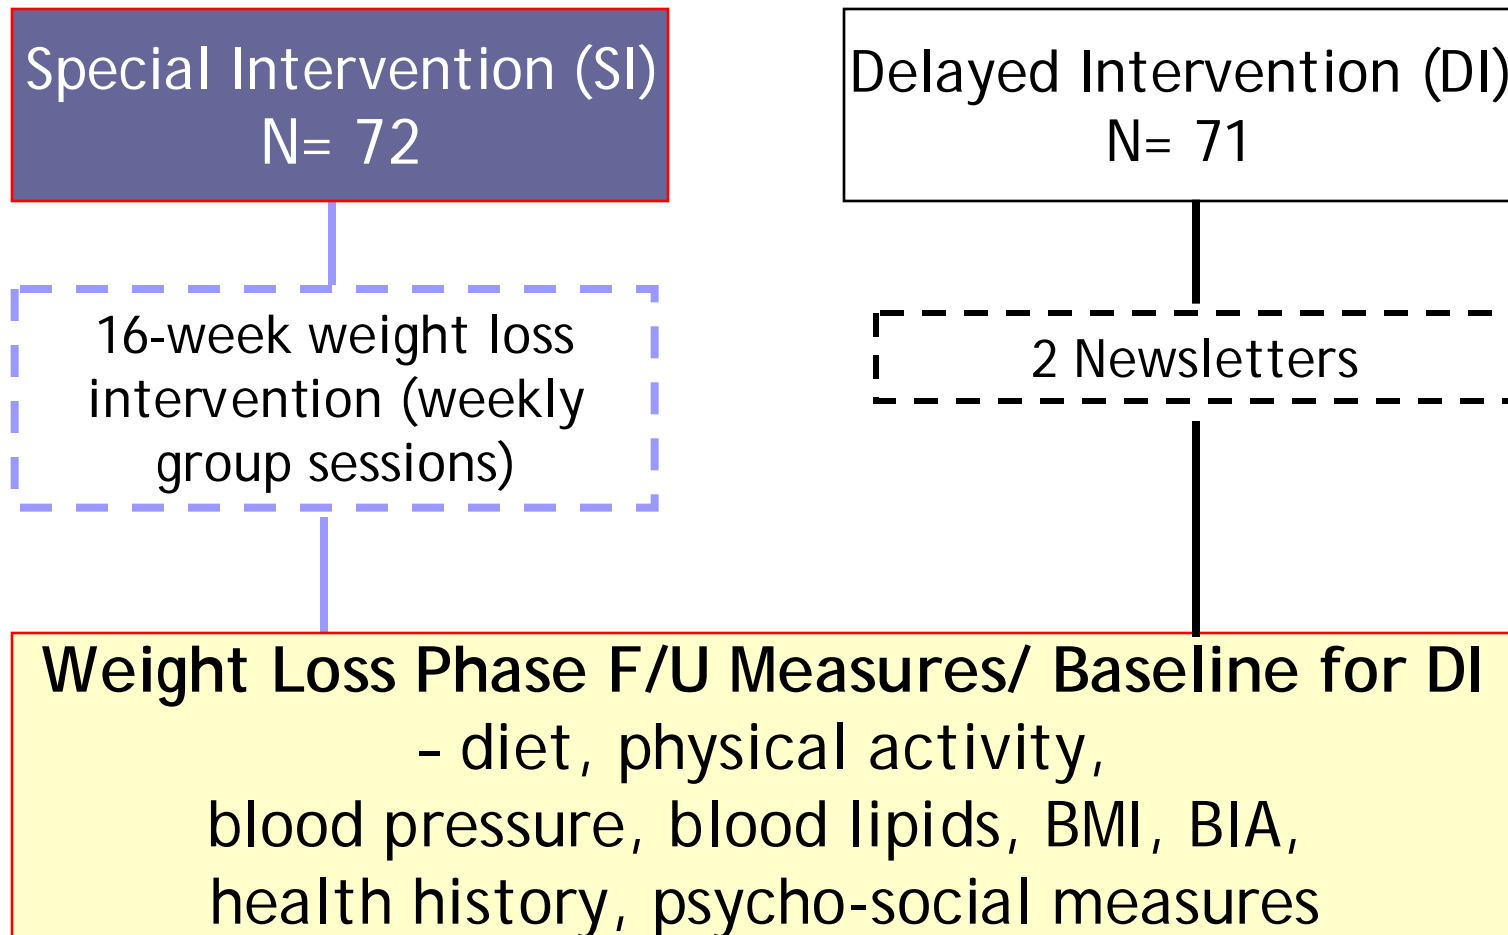 Special Intervention (SI)
N= 72
Delayed Intervention (DI)
N= 71
16-week weight loss
intervention (weekly
group sessions)
2 Newsletters
Weight Loss Phase F/U Measures/ Baseline for DI
– diet, physical activity,
blood pressure, blood lipids, BMI, BIA,
health history, psycho-social measures